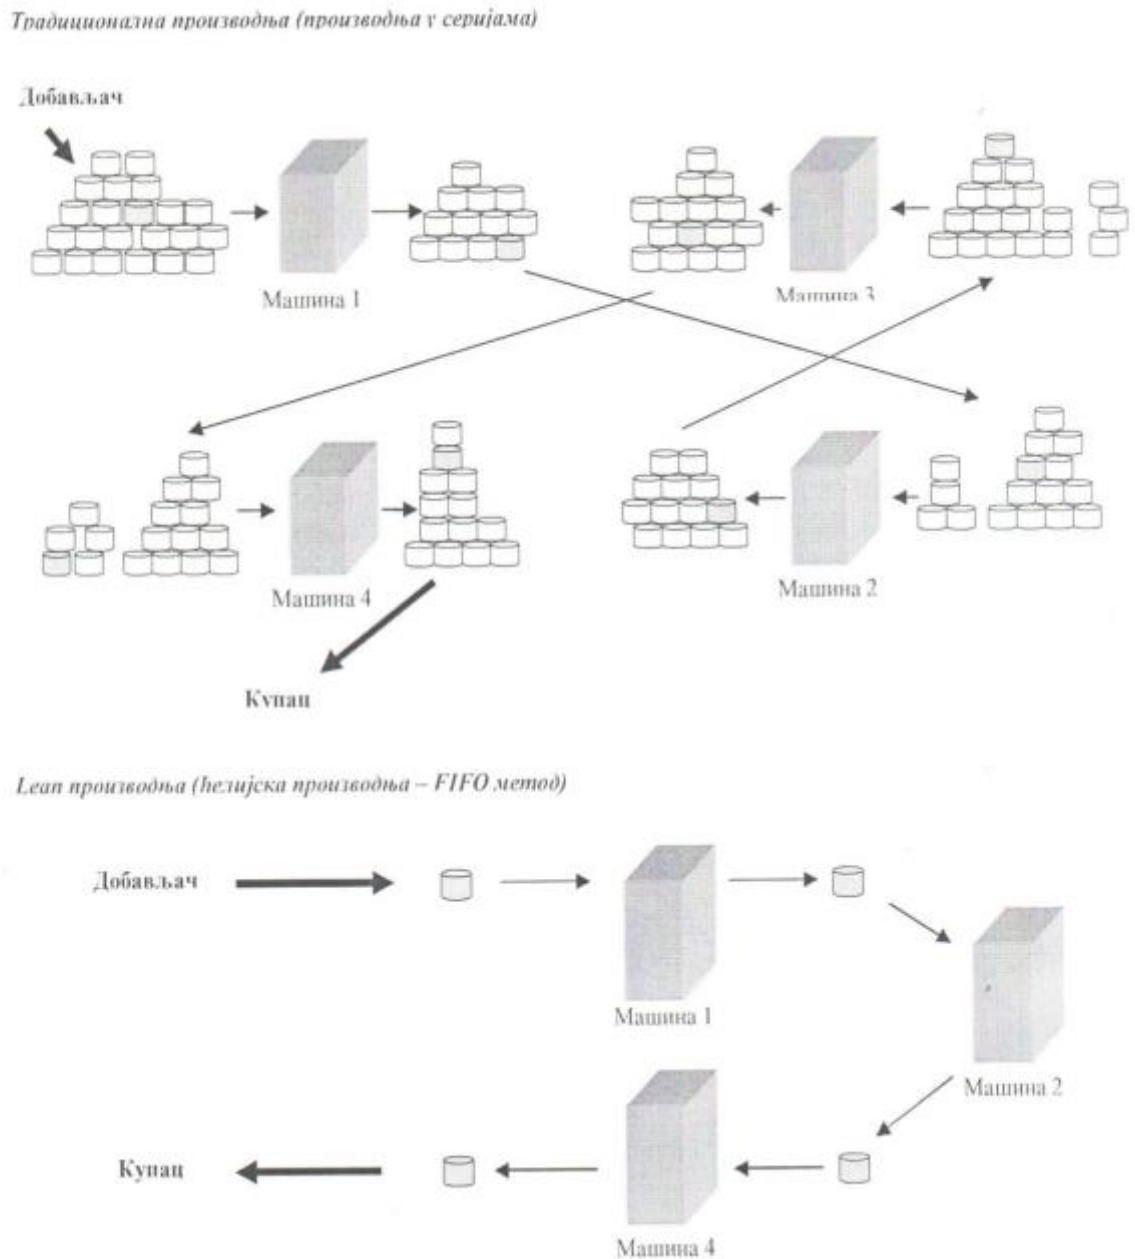 Традиционална производња (производња у серијама)
Добављач
Машина 1
Машина 3
Машина 4
Машина 2
Купац
Lean производња (ћелијска производња – FIFO метод)
Добављач
Машина 1
Машина 2
Купац
Машина 4